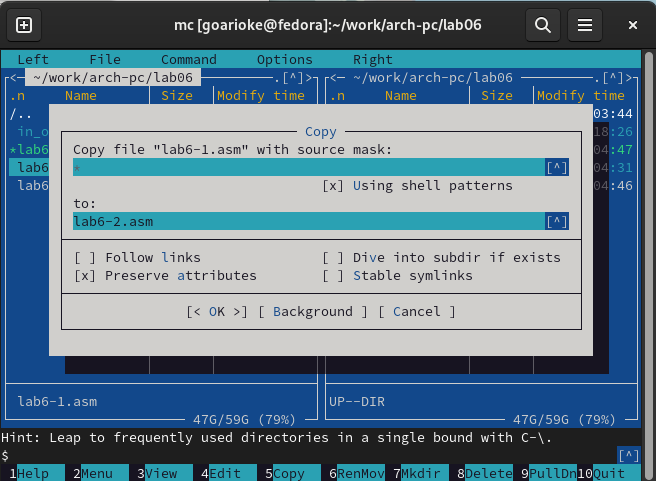 mc [goarioke@fedora]:~/work/arch-pc/lab06
Left File Command Options Right
<─ ~/work/arch-pc/lab06 .[^]> <─ ~/work/arch-pc/lab06 .[^]>
.n Name Size Modify time .n Name Size Modify time
/.. 03:44
in_o 18:26
*lab6 04:47
lab6 04:31
lab6 04:46
Copy
Copy file "lab6-1.asm" with source mask:
* [^]
[x] Using shell patterns
to:
lab6-2.asm [^]
[ ] Follow links [ ] Dive into subdir if exists
[x] Preserve attributes [ ] Stable symlinks
[< OK >] [ Background ] [ Cancel ]
lab6-1.asm UP--DIR
47G/59G (79%) 47G/59G (79%)
Hint: Leap to frequently used directories in a single bound with C-\.
$ [^]
1Help 2Menu 3View 4Edit 5Copy 6RenMov 7Mkdir 8Delete 9PullDn 10Quit